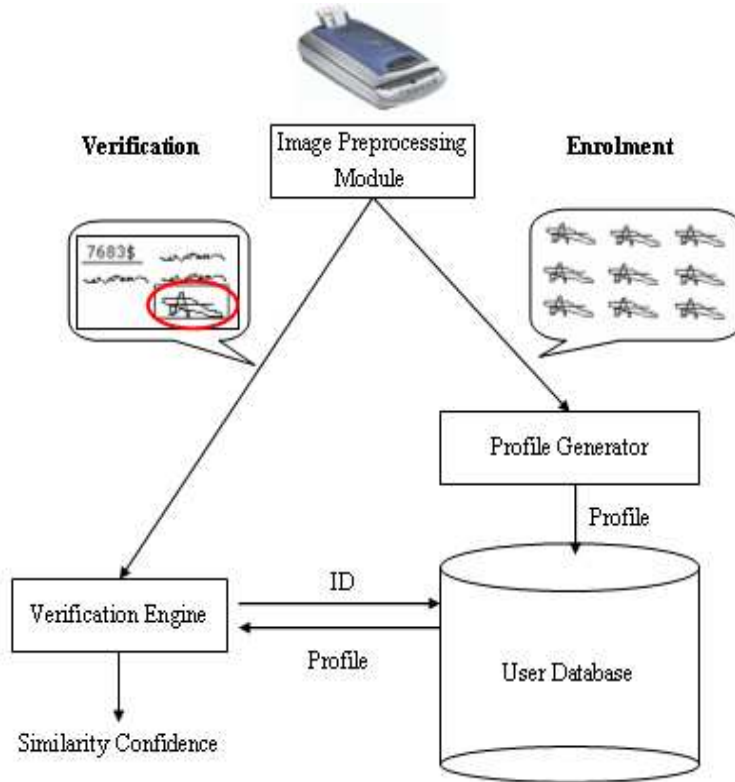 Verification
Image Preprocessing
Module
Enrolment
7683$
Profile Generator
Profile
ID
Verification Engine
Profile
User Database
Similarity Confidence